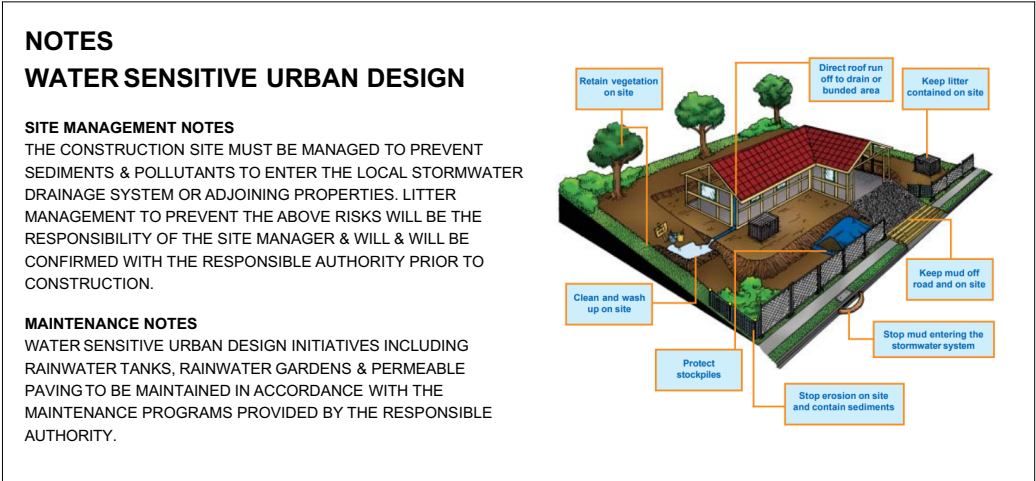 NOTES
WATER SENSITIVE URBAN DESIGN
SITE MANAGEMENT NOTES
THE CONSTRUCTION SITE MUST BE MANAGED TO PREVENT
SEDIMENTS & POLLUTANTS TO ENTER THE LOCAL STORMWATER
DRAINAGE SYSTEM OR ADJOINING PROPERTIES. LITTER
MANAGEMENT TO PREVENT THE ABOVE RISKS WILL BE THE
RESPONSIBILITY OF THE SITE MANAGER & WILL & WILL BE
CONFIRMED WITH THE RESPONSIBLE AUTHORITY PRIOR TO
CONSTRUCTION.
MAINTENANCE NOTES
WATER SENSITIVE URBAN DESIGN INITIATIVES INCLUDING
RAINWATER TANKS, RAINWATER GARDENS & PERMEABLE
PAVING TO BE MAINTAINED IN ACCORDANCE WITH THE
MAINTENANCE PROGRAMS PROVIDED BY THE RESPONSIBLE
AUTHORITY.
Retain vegetation
on site
Direct roof run
off to drain or
bunded area
Keep litter
contained on site
Clean and wash
up on site
Keep mud off
road and on site
Stop mud entering the
stormwater system
Protect
stockpiles
Stop erosion on site
and contain sediments